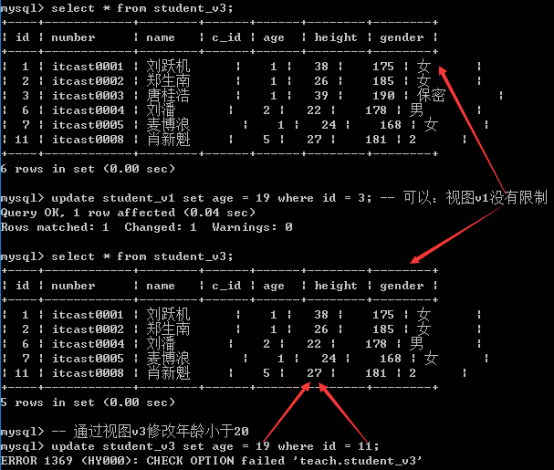 mysql> select * from student_v3;
+----+------------+--------+------+------+--------+--------+
| id | number | name | c_id | age | height | gender |
+----+------------+--------+------+------+--------+--------+
| 1 | itcast0001 | 刘跃机 | 1 | 38 | 175 | 女 |
| 2 | itcast0002 | 郑生南 | 1 | 26 | 185 | 女 |
| 3 | itcast0003 | 唐桂浩 | 1 | 39 | 190 | 保密 |
| 6 | itcast0004 | 刘潘 | 2 | 22 | 178 | 男 |
| 7 | itcast0005 | 麦博浪 | 1 | 24 | 168 | 女 |
| 11 | itcast0008 | 肖新魁 | 5 | 27 | 181 | 2 |
+----+------------+--------+------+------+--------+--------+
6 rows in set (0.00 sec)
mysql> update student_v1 set age = 19 where id = 3; -- 可以：视图v1没有限制
Query OK, 1 row affected (0.04 sec)
Rows matched: 1 Changed: 1 Warnings: 0
mysql> select * from student_v3;
+----+------------+--------+------+------+--------+--------+
| id | number | name | c_id | age | height | gender |
+----+------------+--------+------+------+--------+--------+
| 1 | itcast0001 | 刘跃机 | 1 | 38 | 175 | 女 |
| 2 | itcast0002 | 郑生南 | 1 | 26 | 185 | 女 |
| 6 | itcast0004 | 刘潘 | 2 | 22 | 178 | 男 |
| 7 | itcast0005 | 麦博浪 | 1 | 24 | 168 | 女 |
| 11 | itcast0008 | 肖新魁 | 5 | 27 | 181 | 2 |
+----+------------+--------+------+------+--------+--------+
5 rows in set (0.00 sec)
mysql> -- 通过视图v3修改年龄小于20
mysql> update student_v3 set age = 19 where id = 11;
ERROR 1369 (HY000): CHECK OPTION failed 'teach.student_v3'